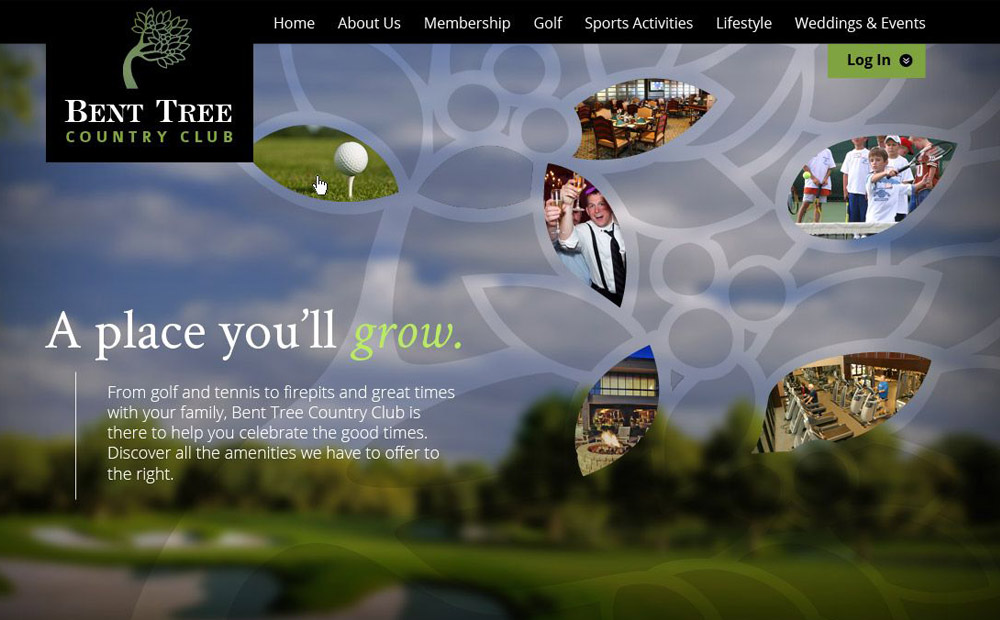 Home About Us Membership Golf Sports Activities Lifestyle Weddings & Events
Log In
BENT TREE
COUNTRY CLUB
A place you'll grow.
From golf and tennis to firepits and great times
with your family, Bent Tree Country Club is
there to help you celebrate the good times.
Discover all the amenities we have to offer to
the right.